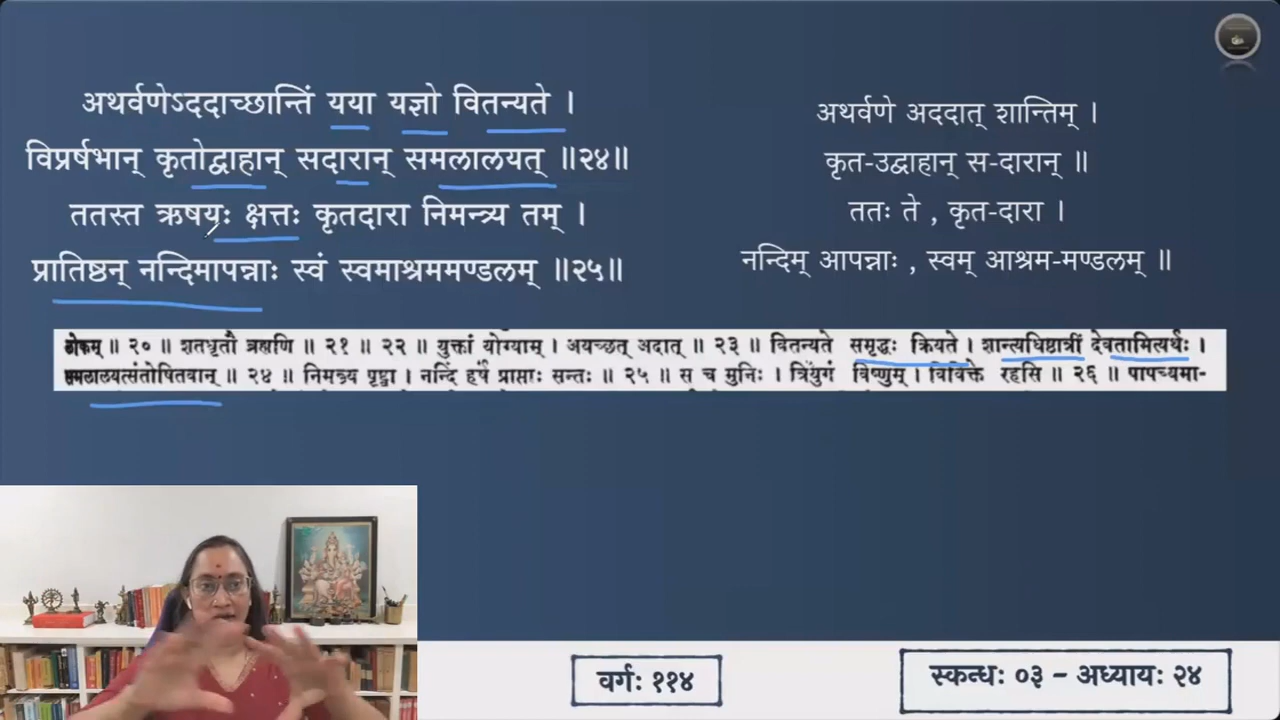 अथर्वणेऽददाच्छान्तिं यया यज्ञो वितन्यते ।
विप्रर्षभान् कृतोद्वाहान् सदारान् समलालयत् ॥२४॥
ततस्त ऋषयः क्षत्तः कृतदारा निमन्त्र्य तम् ।
प्रातिष्ठन् नन्दिमापन्नाः स्वं स्वमाश्रममण्डलम् ॥२५॥
अथर्वणे अददात् शान्तिम् ।
कृत-उद्वाहान् स-दारान् ॥
ततः ते , कृत-दारा ।
नन्दिम् आपन्नाः , स्वम् आश्रम-मण्डलम् ॥
॥ २० ॥ शतधृतौ ब्रह्मणि ॥ २१ ॥ २२ ॥ युक्तां योग्याम् । अयच्छत् अदात् ॥ २३ ॥ वितन्यते समृद्धः क्रियते । शान्त्यधिष्ठात्रीं देवतामित्यर्थः ।
समलालयत्संतोषितवान् ॥ २४ ॥ निमन्त्र्य पृष्ट्वा । नन्दिं हर्षं प्राप्ताः सन्तः ॥ २५ ॥ स च मुनिः । त्रियुगं विष्णुम् । विविक्ते रहसि ॥ २६ ॥ पापच्यमा-
वर्गः ११४
स्कन्धः ०३ – अध्यायः २४